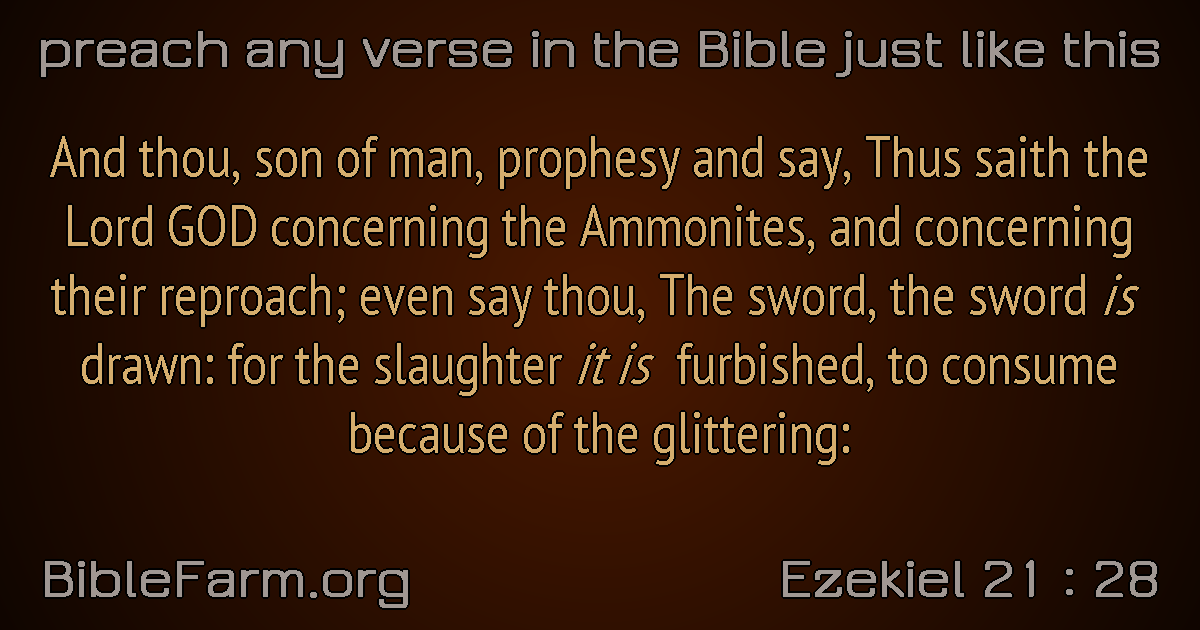 preach any verse in the Bible just like this
And thou, son of man, prophesy and say, Thus saith the
Lord GOD concerning the Ammonites, and concerning
their reproach; even say thou, The sword, the sword is
drawn: for the slaughter it is furbished, to consume
because of the glittering:
BibleFarm.org
Ezekiel 21 : 28